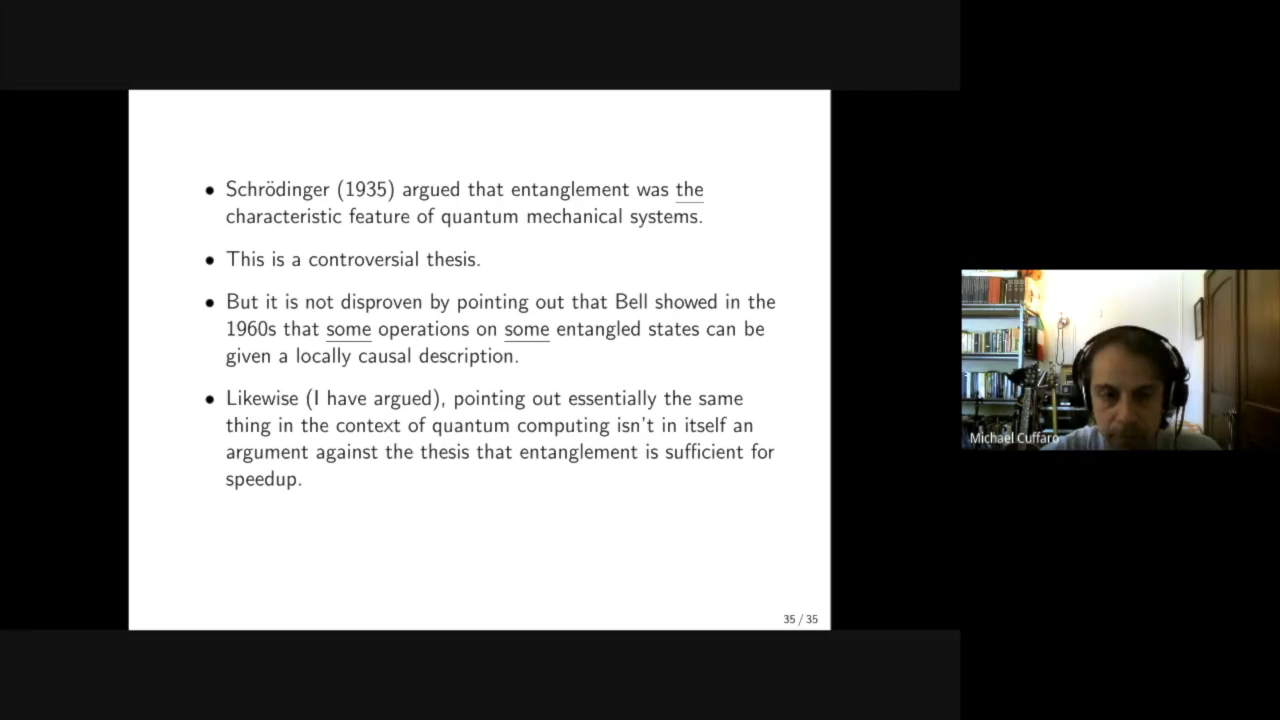 • Schrödinger (1935) argued that entanglement was the
characteristic feature of quantum mechanical systems.
• This is a controversial thesis.
• But it is not disproven by pointing out that Bell showed in the
1960s that some operations on some entangled states can be
given a locally causal description.
• Likewise (I have argued), pointing out essentially the same
thing in the context of quantum computing isn't in itself an
argument against the thesis that entanglement is sufficient for
speedup.
35 / 35
Michael Cuffaro